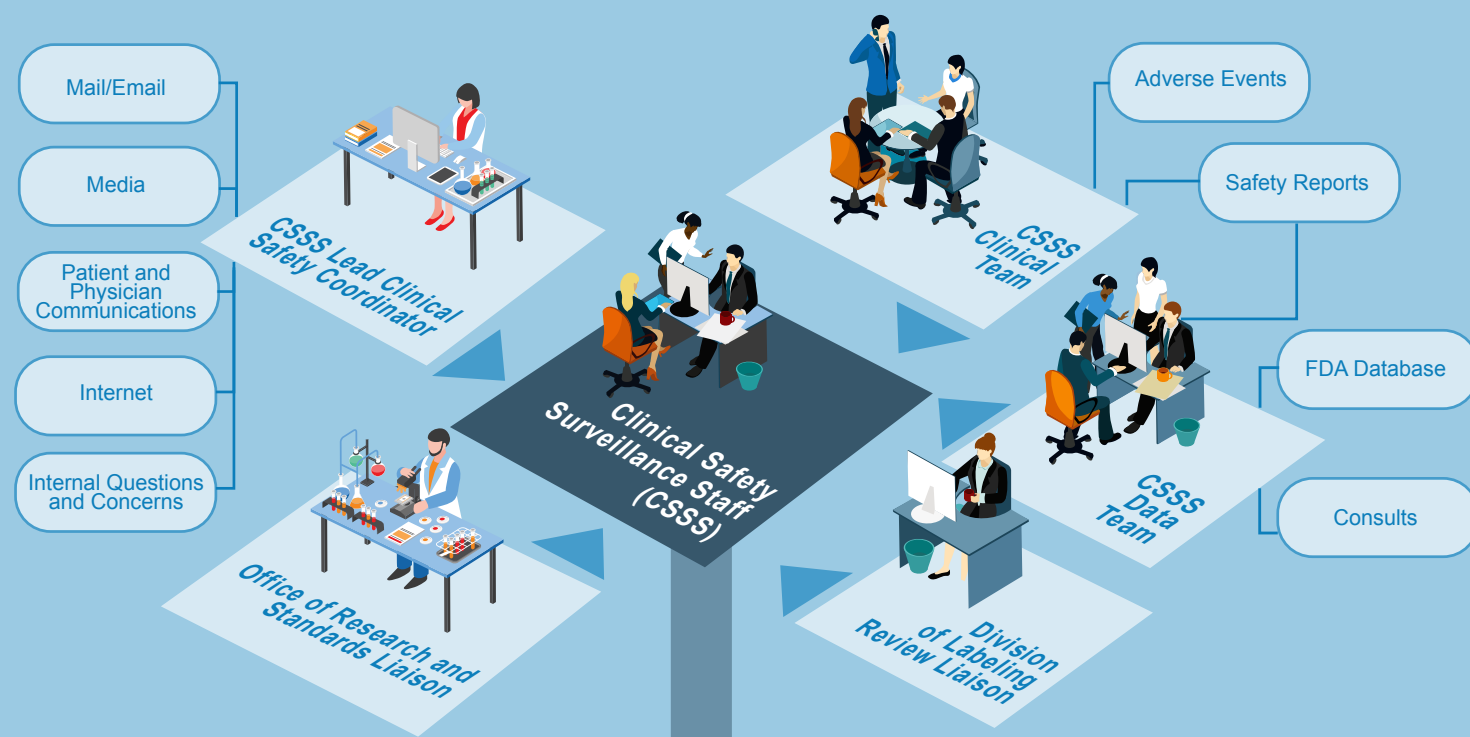 Mail/Email
Media
Patient and
Physician
Communications
Internet
Internal Questions
and Concerns
CSSS Lead Clinical
Safety Coordinator
Office of Research and
Standards Liaison
Clinical Safety
Surveillance Staff
(CSSS)
CSSS
Clinical
Team
Adverse Events
Safety Reports
CSSS
Data
Team
FDA Database
Consults
Division
of Labeling
Review Liaison